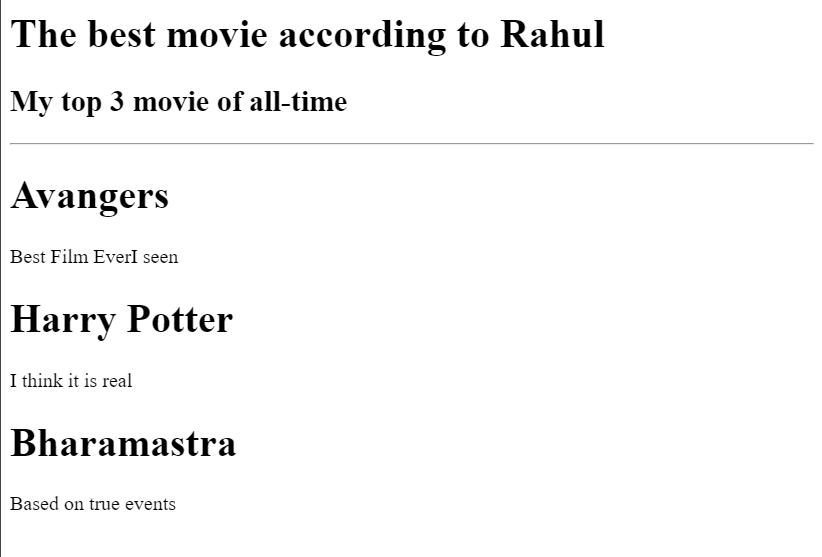 The best movie according to Rahul
My top 3 movie of all-time
Avangers
Best Film EverI seen
Harry Potter
I think it is real
Bharamastra
Based on true events